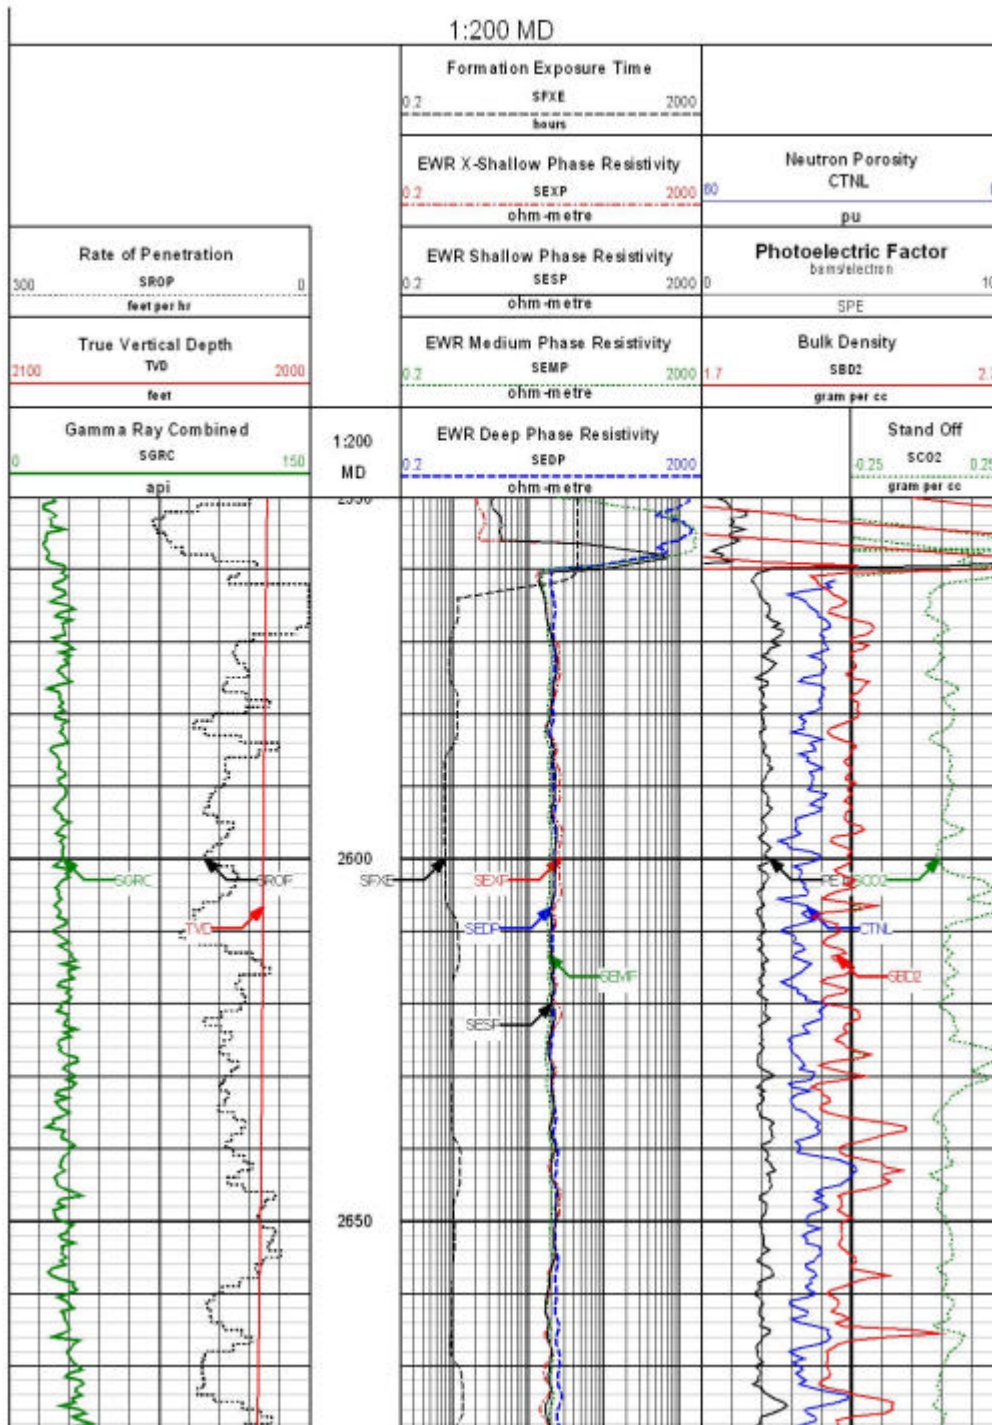 1:200 MD
Formation Exposure Time
SFXE
0.2 2000
hours
EWR X-Shallow Phase Resistivity
SEXP
0.2 2000
ohm-metre
Neutron Porosity
CTNL
60
pu
Rate of Penetration
SROP
300 0
feet per hr
EWR Shallow Phase Resistivity
SESP
0.2 2000
ohm-metre
Photoelectric Factor
barns/electron
0 10
SPE
True Vertical Depth
TVD
2100 2000
feet
EWR Medium Phase Resistivity
SEMP
0.2 2000
ohm-metre
Bulk Density
SBD2
1.7
gram per cc
Gamma Ray Combined
SGRC
0 150
api
1:200
MD
EWR Deep Phase Resistivity
SEDP
0.2 2000
ohm-metre
Stand Off
SCO2
-0.25 0.25
gram per cc
2600
SGRC
SROP
SFXE
SEXP
SCO2
TVD
SEDP
CTNL
SEMP
SBD2
SESP
2650